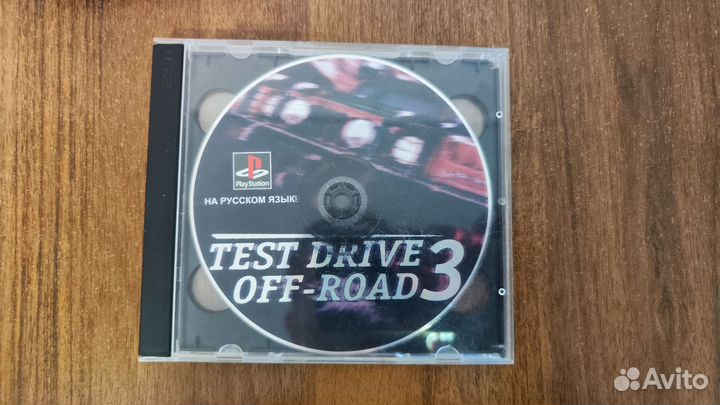 PlayStation
НА РУССКОМ ЯЗЫКЕ
TEST DRIVE
OFF-ROAD 3
Avito